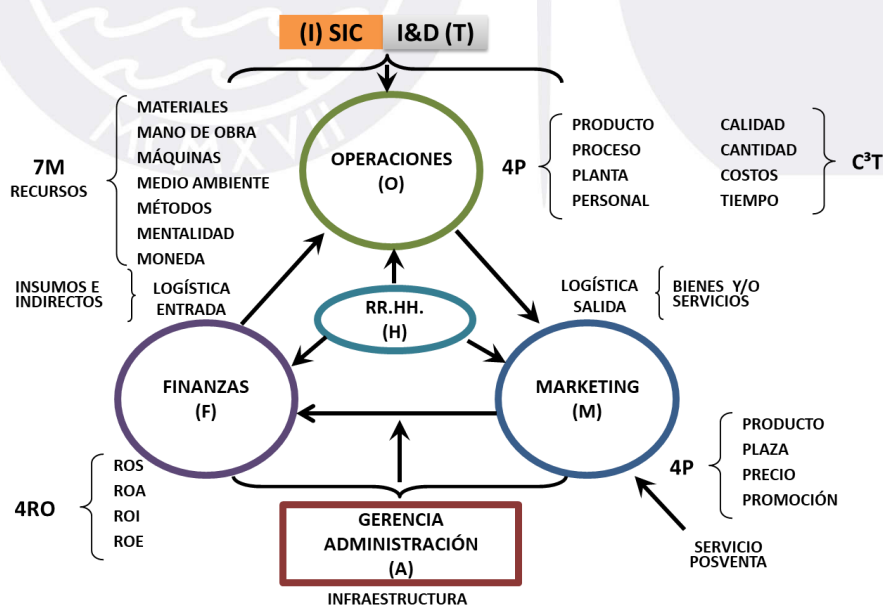 (I) SIC
I&D (T)
MATERIALES
MANO DE OBRA
MÁQUINAS
MEDIO AMBIENTE
MÉTODOS
MENTALIDAD
MONEDA
7M
RECURSOS
OPERACIONES
(O)
4P
PRODUCTO
PROCESO
PLANTA
PERSONAL
CALIDAD
CANTIDAD
COSTOS
TIEMPO
C³T
INSUMOS E
INDIRECTOS
LOGÍSTICA
ENTRADA
RR.HH.
(H)
LOGÍSTICA
SALIDA
BIENES Y/O
SERVICIOS
FINANZAS
(F)
MARKETING
(M)
4RO
ROS
ROA
ROI
ROE
GERENCIA
ADMINISTRACIÓN
(A)
INFRAESTRUCTURA
4P
PRODUCTO
PLAZA
PRECIO
PROMOCIÓN
SERVICIO
POSVENTA
MCMXVII